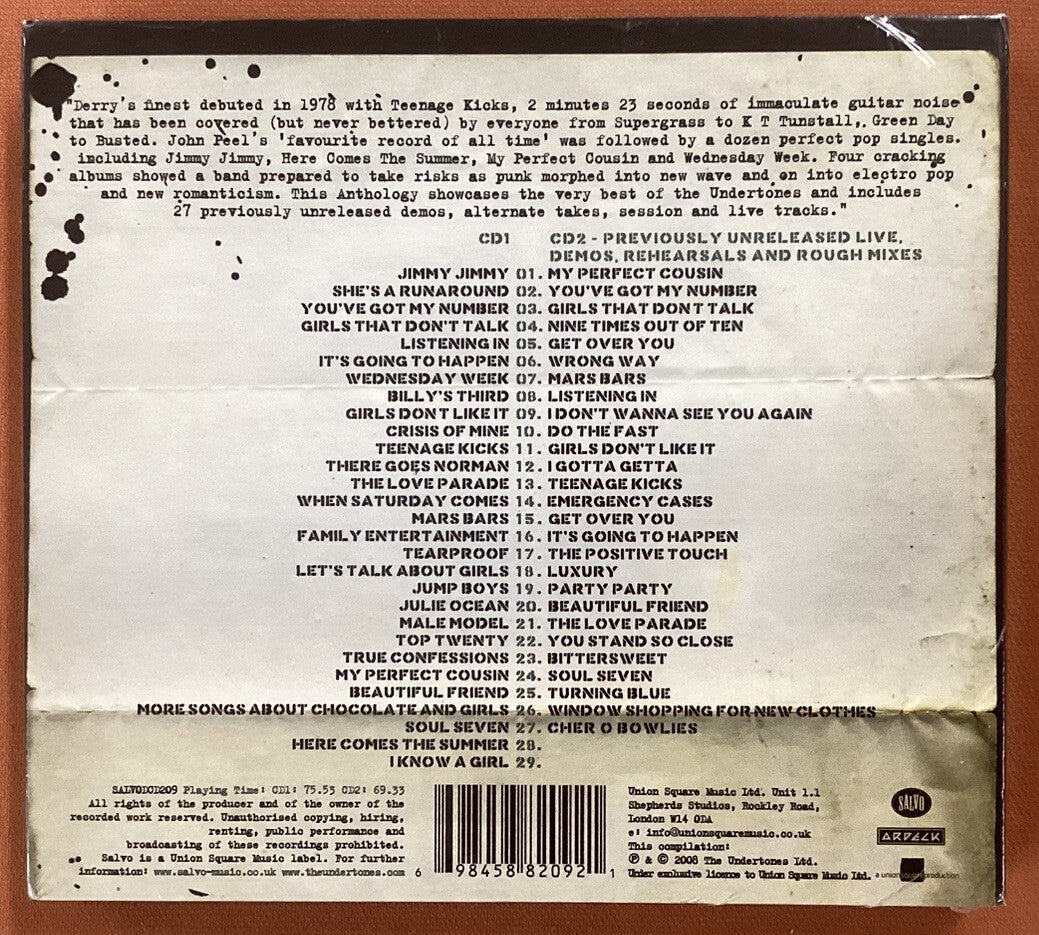 "Derry's finest debuted in 1978 with Teenage Kicks, 2 minutes 23 seconds of immaculate guitar noise
that has been covered (but never bettered) by everyone from Supergrass to K T Tunstall,. Green Day
to Busted. John Peel's 'favourite record of all time' was followed by a dozen perfect pop singles.
including Jimmy Jimmy, Here Comes The Summer, My Perfect Cousin and Wednesday Week. Four cracking
albums showed a band prepared to take risks as punk morphed into new wave and on into electro pop
and new romanticism. This Anthology showcases the very best of the Undertones and includes
27 previously unreleased demos, alternate takes, session and live tracks."
CD1 CD2 - PREVIOUSLY UNRELEASED LIVE,
DEMOS, REHEARSALS AND ROUGH MIXES
JIMMY JIMMY 01. MY PERFECT COUSIN
SHE'S A RUNAROUND 02. YOU'VE GOT MY NUMBER
YOU'VE GOT MY NUMBER 03. GIRLS THAT DON'T TALK
GIRLS THAT DON'T TALK 04. NINE TIMES OUT OF TEN
LISTENING IN 05. GET OVER YOU
IT'S GOING TO HAPPEN 06. WRONG WAY
WEDNESDAY WEEK 07. MARS BARS
BILLY'S THIRD 08. LISTENING IN
GIRLS DON'T LIKE IT 09. I DON'T WANNA SEE YOU AGAIN
CRISIS OF MINE 10. DO THE FAST
TEENAGE KICKS 11. GIRLS DON'T LIKE IT
THERE GOES NORMAN 12. I GOTTA GETTA
THE LOVE PARADE 13. TEENAGE KICKS
WHEN SATURDAY COMES 14. EMERGENCY CASES
MARS BARS 15. GET OVER YOU
FAMILY ENTERTAINMENT 16. IT'S GOING TO HAPPEN
TEARPROOF 17. THE POSITIVE TOUCH
LET'S TALK ABOUT GIRLS 18. LUXURY
JUMP BOYS 19. PARTY PARTY
JULIE OCEAN 20. BEAUTIFUL FRIEND
MALE MODEL 21. THE LOVE PARADE
TOP TWENTY 22. YOU STAND SO CLOSE
TRUE CONFESSIONS 23. BITTERSWEET
MY PERFECT COUSIN 24. SOUL SEVEN
BEAUTIFUL FRIEND 25. TURNING BLUE
MORE SONGS ABOUT CHOCOLATE AND GIRLS 26. WINDOW SHOPPING FOR NEW CLOTHES
SOUL SEVEN 27. CHER O BOWLIES
HERE COMES THE SUMMER 28.
I KNOW A GIRL 29.
SALVODCD209 Playing Time: CD1: 75.53 CD2: 69.33
All rights of the producer and of the owner of the
recorded work reserved. Unauthorised copying, hiring,
renting, public performance and
broadcasting of these recordings prohibited.
Salvo is a Union Square Music label. For further
information: www.salvo-music.co.uk www.theundertones.com
6 98458 82092 1
Union Square Music Ltd. Unit 1.1
Shepherds Studios, Rockley Road,
London W14 0DA
e: info@unionsquaremusic.co.uk
This compilation:
℗ & © 2008 The Undertones Ltd.
Under exclusive licence to Union Square Music Ltd.
SALVO
ARDECK
a union square production